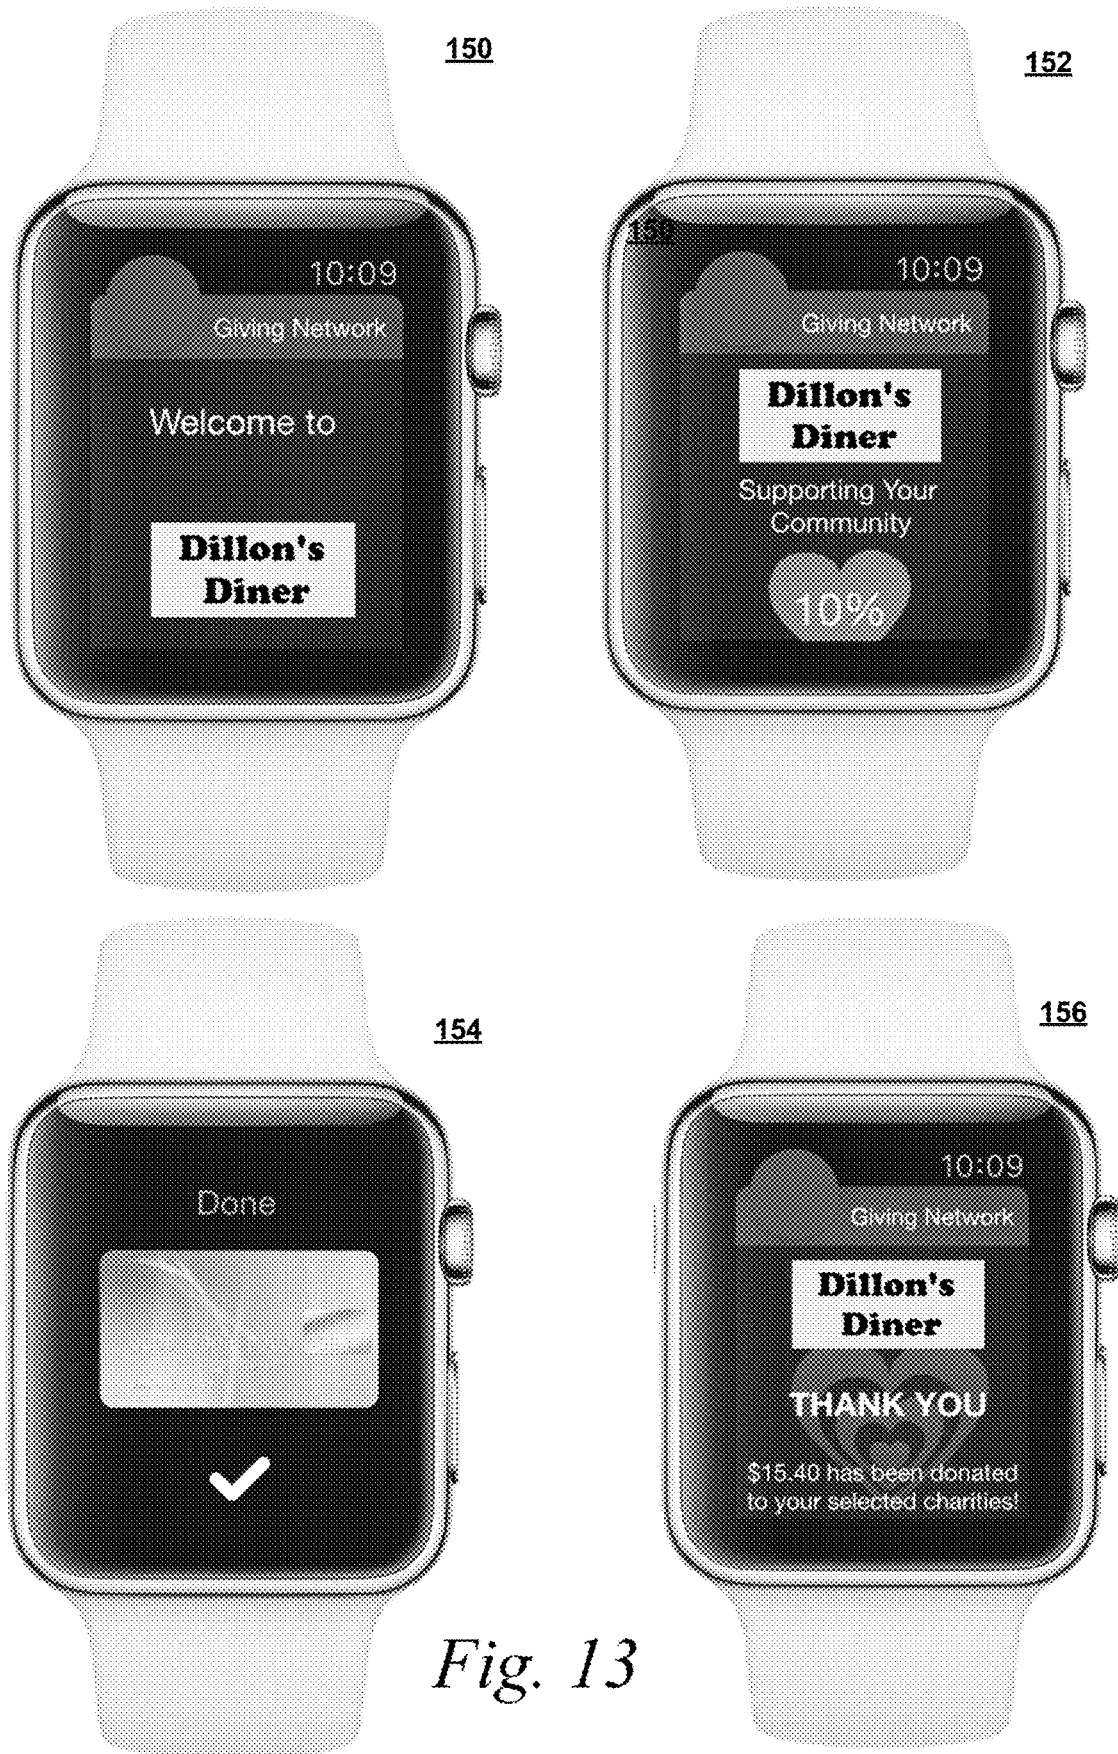 150
10:09
Giving Network
Welcome to
Dillon's
Diner
152
150
10:09
Giving Network
Dillon's
Diner
Supporting Your
Community
10%
154
Done
156
10:09
Giving Network
Dillon's
Diner
THANK YOU
$15.40 has been donated
to your selected charities!
Fig. 13